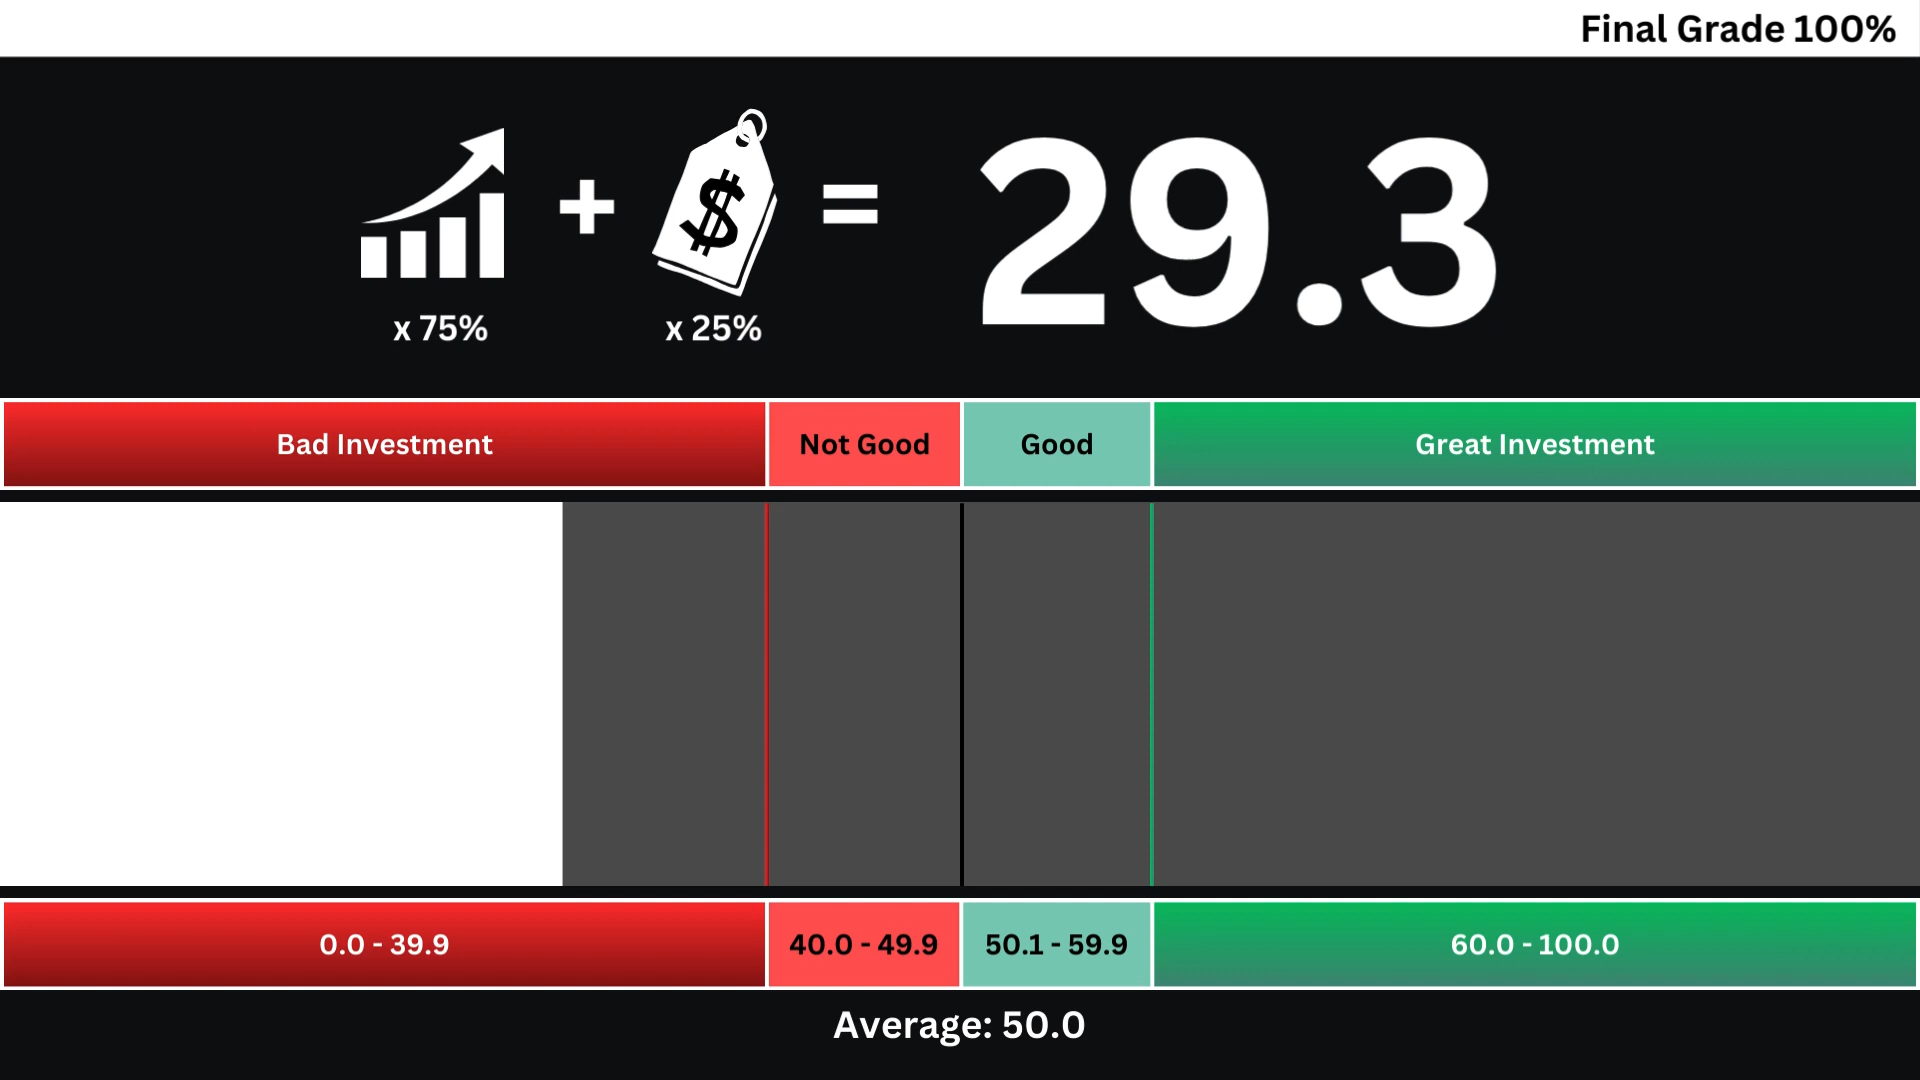 Final Grade 100%
+ $ = 29.3
x 75% x 25%
Bad Investment Not Good Good Great Investment
0.0 - 39.9 40.0 - 49.9 50.1 - 59.9 60.0 - 100.0
Average: 50.0